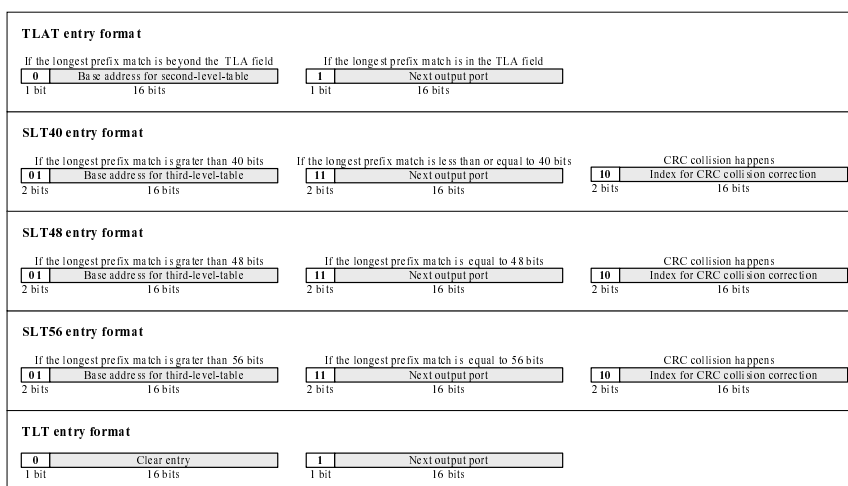 TLAT entry format
If the longest prefix match is beyond the TLA field
If the longest prefix match is in the TLA field
0 Base address for second-level-table
1 Next output port
1 bit 16 bits
1 bit 16 bits
SLT40 entry format
If the longest prefix match is grater than 40 bits
If the longest prefix match is less than or equal to 40 bits
CRC collision happens
01 Base address for third-level-table
11 Next output port
10 Index for CRC collision correction
2 bits 16 bits
2 bits 16 bits
2 bits 16 bits
SLT48 entry format
If the longest prefix match is grater than 48 bits
If the longest prefix match is equal to 48 bits
CRC collision happens
01 Base address for third-level-table
11 Next output port
10 Index for CRC collision correction
2 bits 16 bits
2 bits 16 bits
2 bits 16 bits
SLT56 entry format
If the longest prefix match is grater than 56 bits
If the longest prefix match is equal to 56 bits
CRC collision happens
01 Base address for third-level-table
11 Next output port
10 Index for CRC collision correction
2 bits 16 bits
2 bits 16 bits
2 bits 16 bits
TLT entry format
0 Clear entry
1 Next output port
1 bit 16 bits
1 bit 16 bits